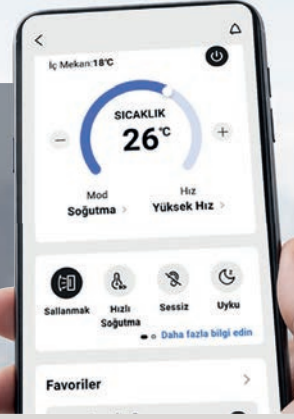 İç Mekan:18°C
SICAKLIK
26°C
Mod
Hız
Soğutma
Yüksek Hız
Sallanmak
Hızlı
Soğutma
Sessiz
Uyku
Daha fazla bilgi edin
Favoriler